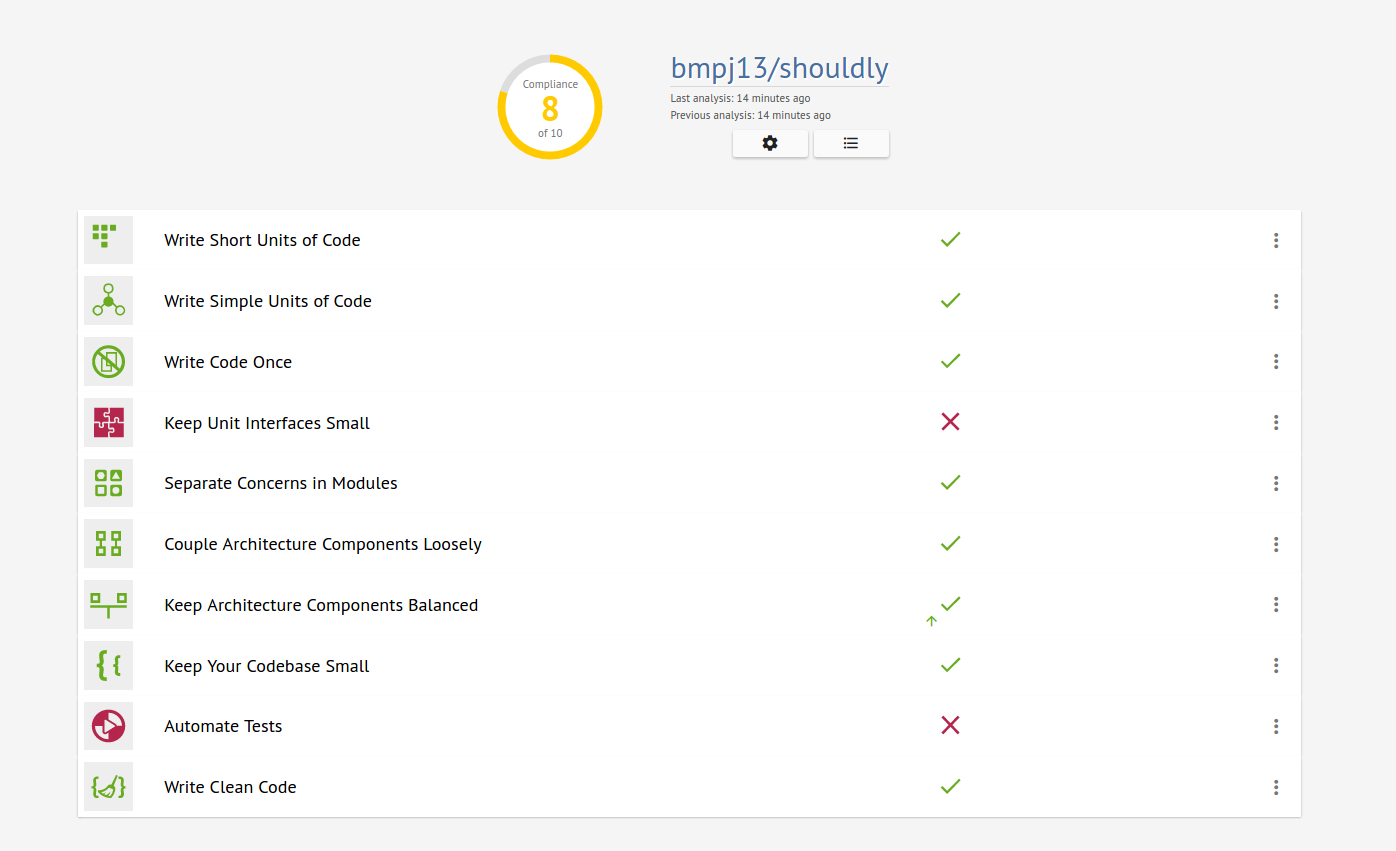 Compliance
8
of 10
bmpj13/shouldly
Last analysis: 14 minutes ago
Previous analysis: 14 minutes ago
Write Short Units of Code
Write Simple Units of Code
Write Code Once
Keep Unit Interfaces Small
Separate Concerns in Modules
Couple Architecture Components Loosely
Keep Architecture Components Balanced
Keep Your Codebase Small
Automate Tests
Write Clean Code